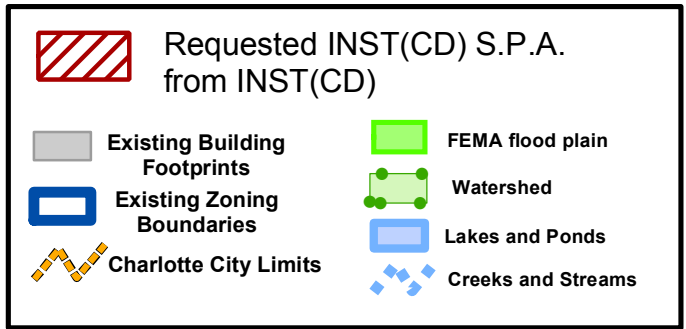 Requested INST(CD) S.P.A.
from INST(CD)
Existing Building
Footprints
Existing Zoning
Boundaries
Charlotte City Limits
FEMA flood plain
Watershed
Lakes and Ponds
Creeks and Streams